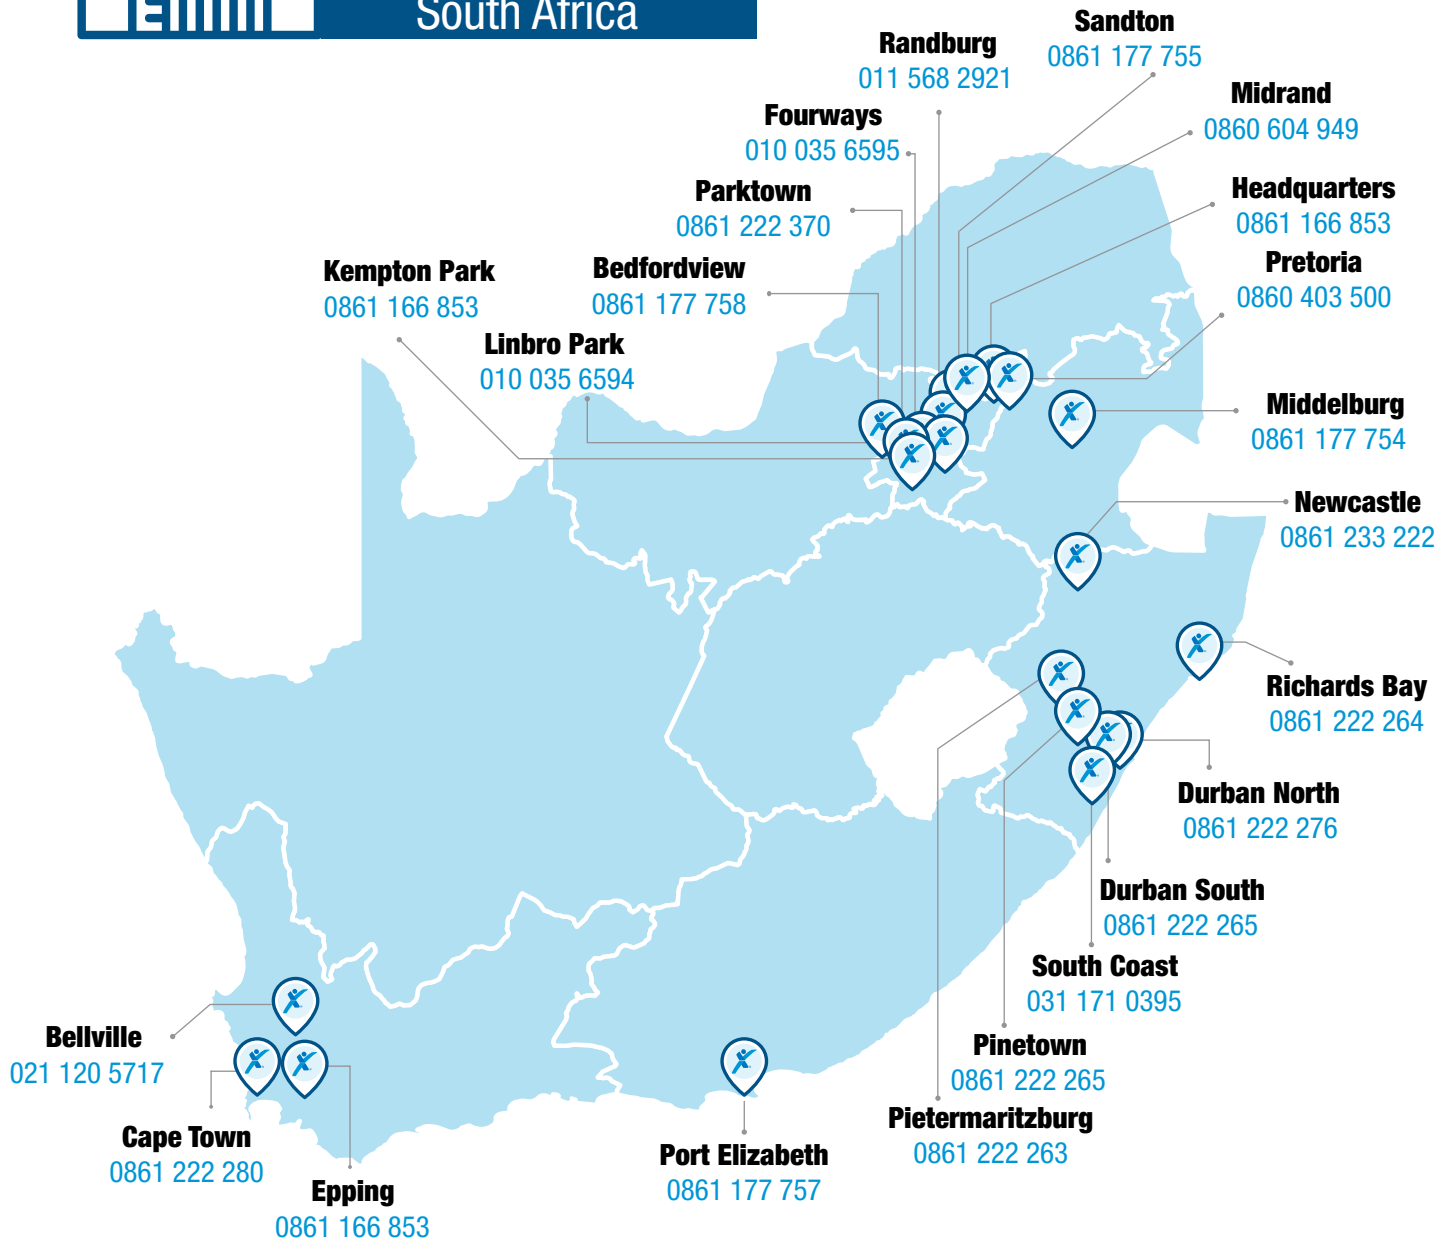 South Africa
Sandton
0861 177 755
Randburg
011 568 2921
Midrand
0860 604 949
Fourways
010 035 6595
Headquarters
0861 166 853
Parktown
0861 222 370
Pretoria
0860 403 500
Kempton Park
0861 166 853
Bedfordview
0861 177 758
Linbro Park
010 035 6594
Middelburg
0861 177 754
Newcastle
0861 233 222
Richards Bay
0861 222 264
Durban North
0861 222 276
Durban South
0861 222 265
South Coast
031 171 0395
Bellville
021 120 5717
Pinetown
0861 222 265
Pietermaritzburg
0861 222 263
Cape Town
0861 222 280
Port Elizabeth
0861 177 757
Epping
0861 166 853